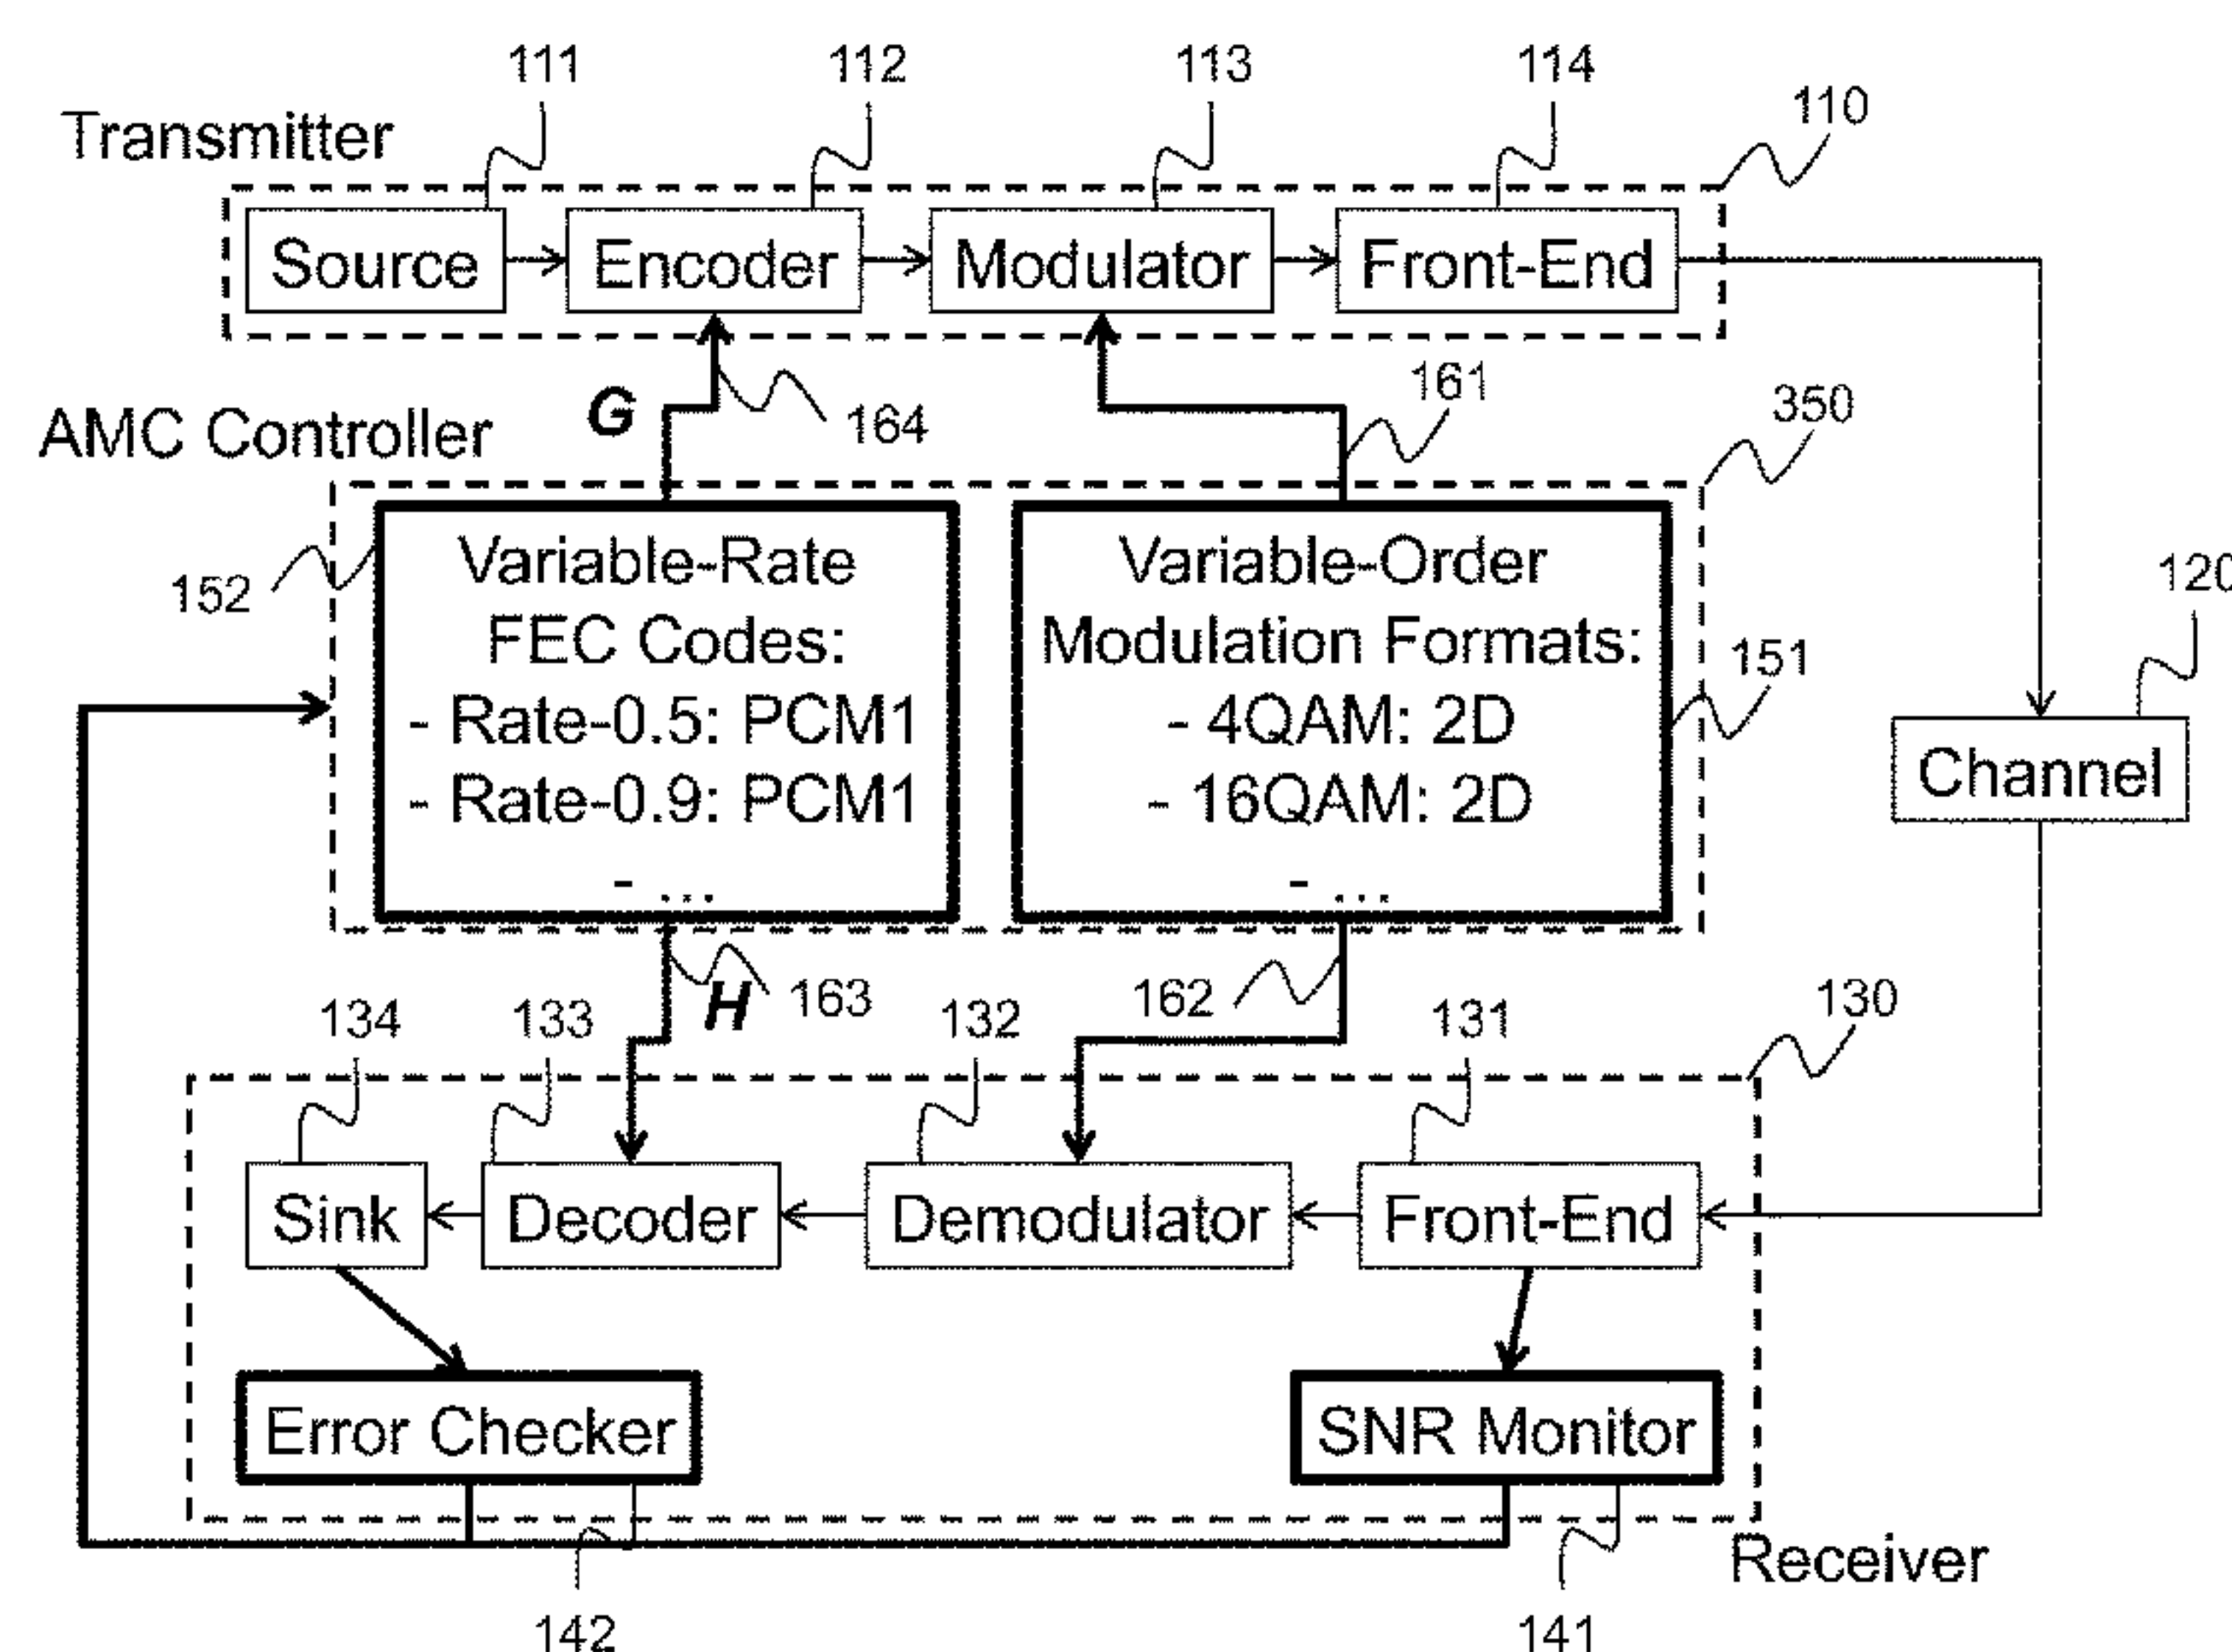 111 112 113 114
110
Transmitter
Source Encoder Modulator Front-End
G 164 161
350
AMC Controller
Variable-Rate
FEC Codes:
- Rate-0.5: PCM1
- Rate-0.9: PCM1
- ...
152
Variable-Order
Modulation Formats:
- 4QAM: 2D
- 16QAM: 2D
- ...
151
120
Channel
H 163 162
130
134 133 132 131
Sink Decoder Demodulator Front-End
Error Checker SNR Monitor
Receiver
142 141